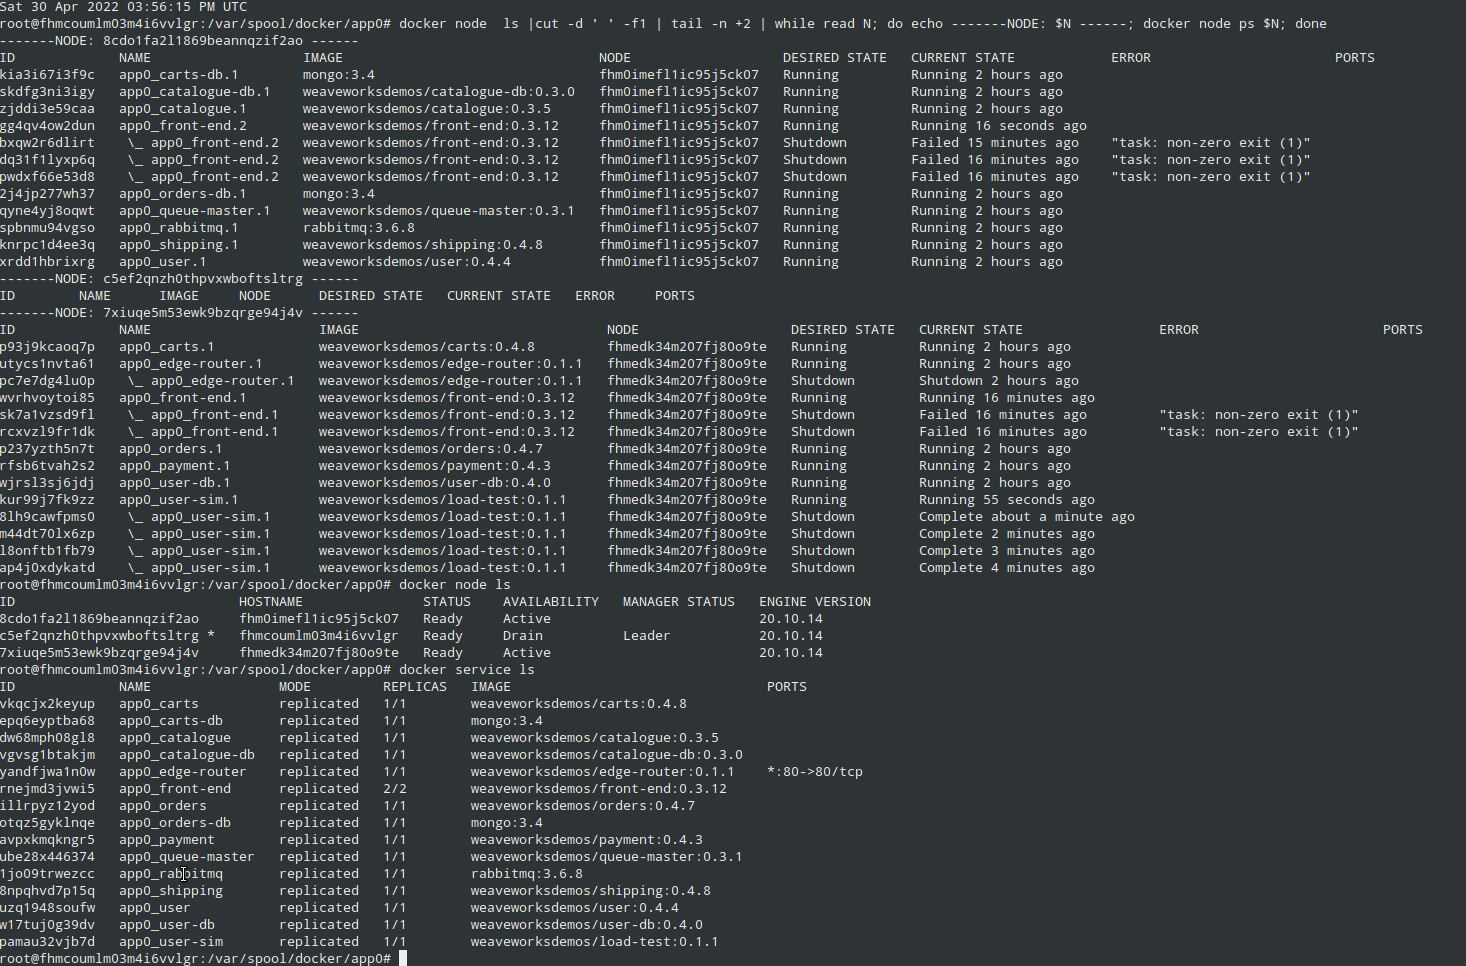 Sat 30 Apr 2022 03:56:15 PM UTC
root@fhmcoumlm03m4i6vvlgr:/var/spool/docker/app0# docker node  ls |cut -d ' ' -f1 | tail -n +2 | while read N; do echo -------NODE: $N ------; docker node ps $N; done
-------NODE: 8cdo1fa2l1869beannqzif2ao ------
ID             NAME                   IMAGE                                NODE                   DESIRED STATE   CURRENT STATE            ERROR                       PORTS
kia3i67i3f9c   app0_carts-db.1        mongo:3.4                            fhm0imefl1ic95j5ck07   Running         Running 2 hours ago
skdfg3ni3igy   app0_catalogue-db.1    weaveworksdemos/catalogue-db:0.3.0   fhm0imefl1ic95j5ck07   Running         Running 2 hours ago
zjddi3e59caa   app0_catalogue.1       weaveworksdemos/catalogue:0.3.5      fhm0imefl1ic95j5ck07   Running         Running 2 hours ago
gg4qv4ow2dun   app0_front-end.2       weaveworksdemos/front-end:0.3.12     fhm0imefl1ic95j5ck07   Running         Running 16 seconds ago
bxqw2r6dlirt    \_ app0_front-end.2   weaveworksdemos/front-end:0.3.12     fhm0imefl1ic95j5ck07   Shutdown        Failed 15 minutes ago    "task: non-zero exit (1)"
dq31f1lyxp6q    \_ app0_front-end.2   weaveworksdemos/front-end:0.3.12     fhm0imefl1ic95j5ck07   Shutdown        Failed 16 minutes ago    "task: non-zero exit (1)"
pwdxf66e53d8    \_ app0_front-end.2   weaveworksdemos/front-end:0.3.12     fhm0imefl1ic95j5ck07   Shutdown        Failed 16 minutes ago    "task: non-zero exit (1)"
2j4jp277wh37   app0_orders-db.1       mongo:3.4                            fhm0imefl1ic95j5ck07   Running         Running 2 hours ago
qyne4yj8oqwt   app0_queue-master.1    weaveworksdemos/queue-master:0.3.1   fhm0imefl1ic95j5ck07   Running         Running 2 hours ago
spbnmu94vgso   app0_rabbitmq.1        rabbitmq:3.6.8                       fhm0imefl1ic95j5ck07   Running         Running 2 hours ago
knrpc1d4ee3q   app0_shipping.1        weaveworksdemos/shipping:0.4.8       fhm0imefl1ic95j5ck07   Running         Running 2 hours ago
xrdd1hbrixrg   app0_user.1            weaveworksdemos/user:0.4.4           fhm0imefl1ic95j5ck07   Running         Running 2 hours ago
-------NODE: c5ef2qnzh0thpvxwboftsltrg ------
ID        NAME      IMAGE     NODE      DESIRED STATE   CURRENT STATE   ERROR     PORTS
-------NODE: 7xiuqe5m53ewk9bzqrge94j4v ------
ID             NAME                     IMAGE                               NODE                   DESIRED STATE   CURRENT STATE                 ERROR                       PORTS
p93j9kcaoq7p   app0_carts.1             weaveworksdemos/carts:0.4.8         fhmedk34m207fj80o9te   Running         Running 2 hours ago
utycs1nvta61   app0_edge-router.1       weaveworksdemos/edge-router:0.1.1   fhmedk34m207fj80o9te   Running         Running 2 hours ago
pc7e7dg4lu0p    \_ app0_edge-router.1   weaveworksdemos/edge-router:0.1.1   fhmedk34m207fj80o9te   Shutdown        Shutdown 2 hours ago
wvrhvoytoi85   app0_front-end.1         weaveworksdemos/front-end:0.3.12    fhmedk34m207fj80o9te   Running         Running 16 minutes ago
sk7a1vzsd9fl    \_ app0_front-end.1     weaveworksdemos/front-end:0.3.12    fhmedk34m207fj80o9te   Shutdown        Failed 16 minutes ago         "task: non-zero exit (1)"
rcxvzl9fr1dk    \_ app0_front-end.1     weaveworksdemos/front-end:0.3.12    fhmedk34m207fj80o9te   Shutdown        Failed 16 minutes ago         "task: non-zero exit (1)"
p237yzth5n7t   app0_orders.1            weaveworksdemos/orders:0.4.7        fhmedk34m207fj80o9te   Running         Running 2 hours ago
rfsb6tvah2s2   app0_payment.1           weaveworksdemos/payment:0.4.3       fhmedk34m207fj80o9te   Running         Running 2 hours ago
wjrsl3sj6jdj   app0_user-db.1           weaveworksdemos/user-db:0.4.0       fhmedk34m207fj80o9te   Running         Running 2 hours ago
kur99j7fk9zz   app0_user-sim.1          weaveworksdemos/load-test:0.1.1     fhmedk34m207fj80o9te   Running         Running 55 seconds ago
8lh9cawfpms0    \_ app0_user-sim.1      weaveworksdemos/load-test:0.1.1     fhmedk34m207fj80o9te   Shutdown        Complete about a minute ago
m44dt70lx6zp    \_ app0_user-sim.1      weaveworksdemos/load-test:0.1.1     fhmedk34m207fj80o9te   Shutdown        Complete 2 minutes ago
l8onftb1fb79    \_ app0_user-sim.1      weaveworksdemos/load-test:0.1.1     fhmedk34m207fj80o9te   Shutdown        Complete 3 minutes ago
ap4j0xdykatd    \_ app0_user-sim.1      weaveworksdemos/load-test:0.1.1     fhmedk34m207fj80o9te   Shutdown        Complete 4 minutes ago
root@fhmcoumlm03m4i6vvlgr:/var/spool/docker/app0# docker node ls
ID                            HOSTNAME               STATUS    AVAILABILITY   MANAGER STATUS   ENGINE VERSION
8cdo1fa2l1869beannqzif2ao     fhm0imefl1ic95j5ck07   Ready     Active                          20.10.14
c5ef2qnzh0thpvxwboftsltrg *   fhmcoumlm03m4i6vvlgr   Ready     Drain          Leader           20.10.14
7xiuqe5m53ewk9bzqrge94j4v     fhmedk34m207fj80o9te   Ready     Active                          20.10.14
root@fhmcoumlm03m4i6vvlgr:/var/spool/docker/app0# docker service ls
ID             NAME                MODE         REPLICAS   IMAGE                                PORTS
vkqcjx2keyup   app0_carts          replicated   1/1        weaveworksdemos/carts:0.4.8
epq6eyptba68   app0_carts-db       replicated   1/1        mongo:3.4
dw68mph08gl8   app0_catalogue      replicated   1/1        weaveworksdemos/catalogue:0.3.5
vgvsg1btakjm   app0_catalogue-db   replicated   1/1        weaveworksdemos/catalogue-db:0.3.0
yandfjwa1n0w   app0_edge-router    replicated   1/1        weaveworksdemos/edge-router:0.1.1    *:80->80/tcp
rnejmd3jvwi5   app0_front-end      replicated   2/2        weaveworksdemos/front-end:0.3.12
illrpyz12yod   app0_orders         replicated   1/1        weaveworksdemos/orders:0.4.7
otqz5gyklnqe   app0_orders-db      replicated   1/1        mongo:3.4
avpxkmqkngr5   app0_payment        replicated   1/1        weaveworksdemos/payment:0.4.3
ube28x446374   app0_queue-master   replicated   1/1        weaveworksdemos/queue-master:0.3.1
1jo09trwezcc   app0_rabbitmq       replicated   1/1        rabbitmq:3.6.8
8npqhvd7p15q   app0_shipping       replicated   1/1        weaveworksdemos/shipping:0.4.8
uzq1948soufw   app0_user           replicated   1/1        weaveworksdemos/user:0.4.4
w17tuj0g39dv   app0_user-db        replicated   1/1        weaveworksdemos/user-db:0.4.0
pamau32vjb7d   app0_user-sim       replicated   1/1        weaveworksdemos/load-test:0.1.1
root@fhmcoumlm03m4i6vvlgr:/var/spool/docker/app0#